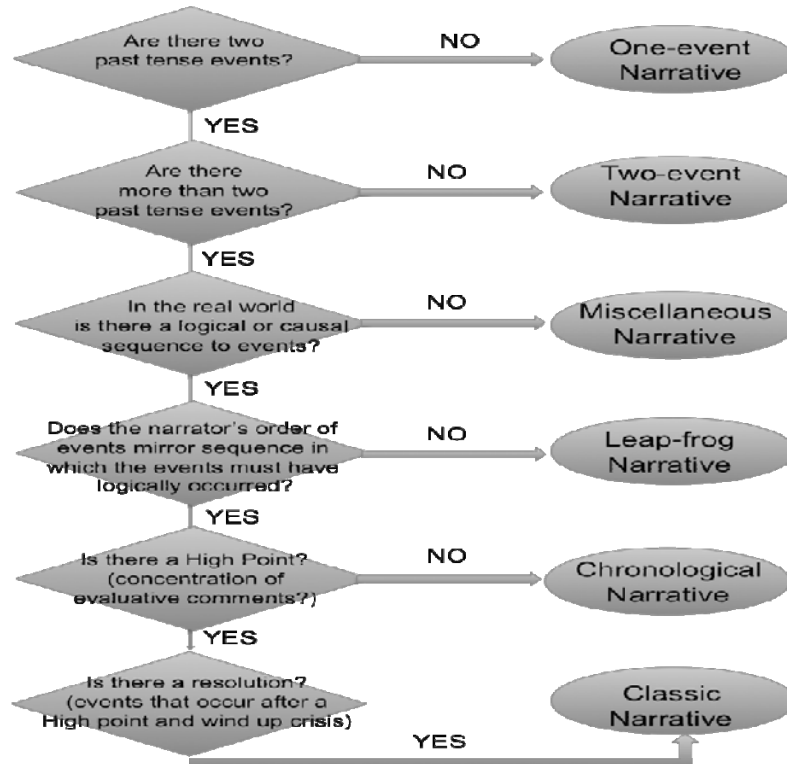 Are there two
past tense events?
NO
One-event
Narrative
YES
Are there
more than two
past tense events?
NO
Two-event
Narrative
YES
In the real world
is there a logical or causal
sequence to events?
NO
Miscellaneous
Narrative
YES
Does the narrator's order of
events mirror sequence in
which the events must have
logically occurred?
NO
Leap-frog
Narrative
YES
Is there a High Point?
(concentration of
evaluative comments?)
NO
Chronological
Narrative
YES
Is there a resolution?
(events that occur after a
High point and wind up crisis)
Classic
Narrative
YES